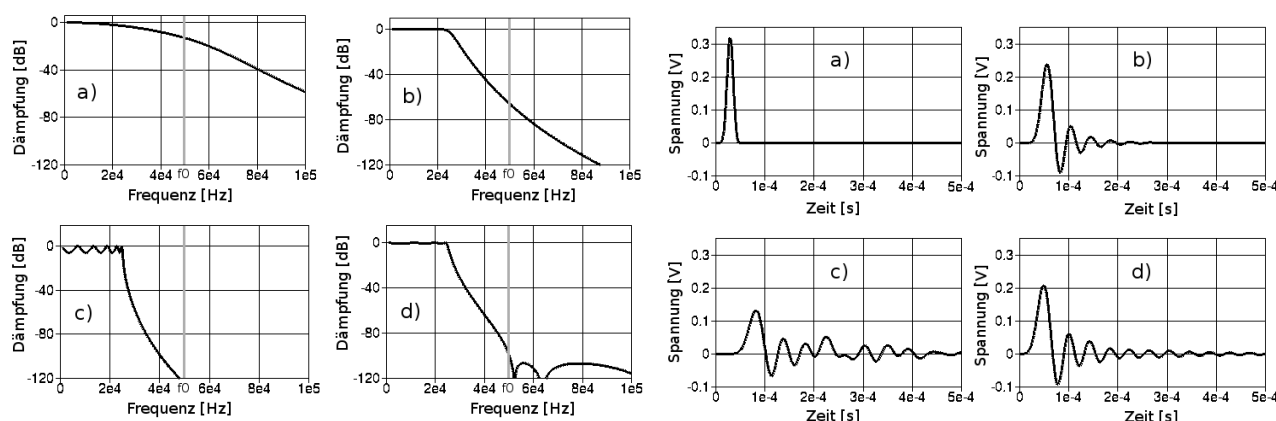 0
-40
-80
-120
Dämpfung [dB]
a)
0 2e4 4e4 f0 6e4 8e4 1e5
Frequenz [Hz]
0
-40
-80
-120
Dämpfung [dB]
b)
0 2e4 4e4 f0 6e4 8e4 1e5
Frequenz [Hz]
0.3
0.2
0.1
0
-0.1
Spannung [V]
a)
0 1e-4 2e-4 3e-4 4e-4 5e-4
Zeit [s]
0.3
0.2
0.1
0
-0.1
Spannung [V]
b)
0 1e-4 2e-4 3e-4 4e-4 5e-4
Zeit [s]
0
-40
-80
-120
Dämpfung [dB]
c)
0 2e4 4e4 f0 6e4 8e4 1e5
Frequenz [Hz]
0
-40
-80
-120
Dämpfung [dB]
d)
0 2e4 4e4 f0 6e4 8e4 1e5
Frequenz [Hz]
0.3
0.2
0.1
0
-0.1
Spannung [V]
c)
0 1e-4 2e-4 3e-4 4e-4 5e-4
Zeit [s]
0.3
0.2
0.1
0
-0.1
Spannung [V]
d)
0 1e-4 2e-4 3e-4 4e-4 5e-4
Zeit [s]